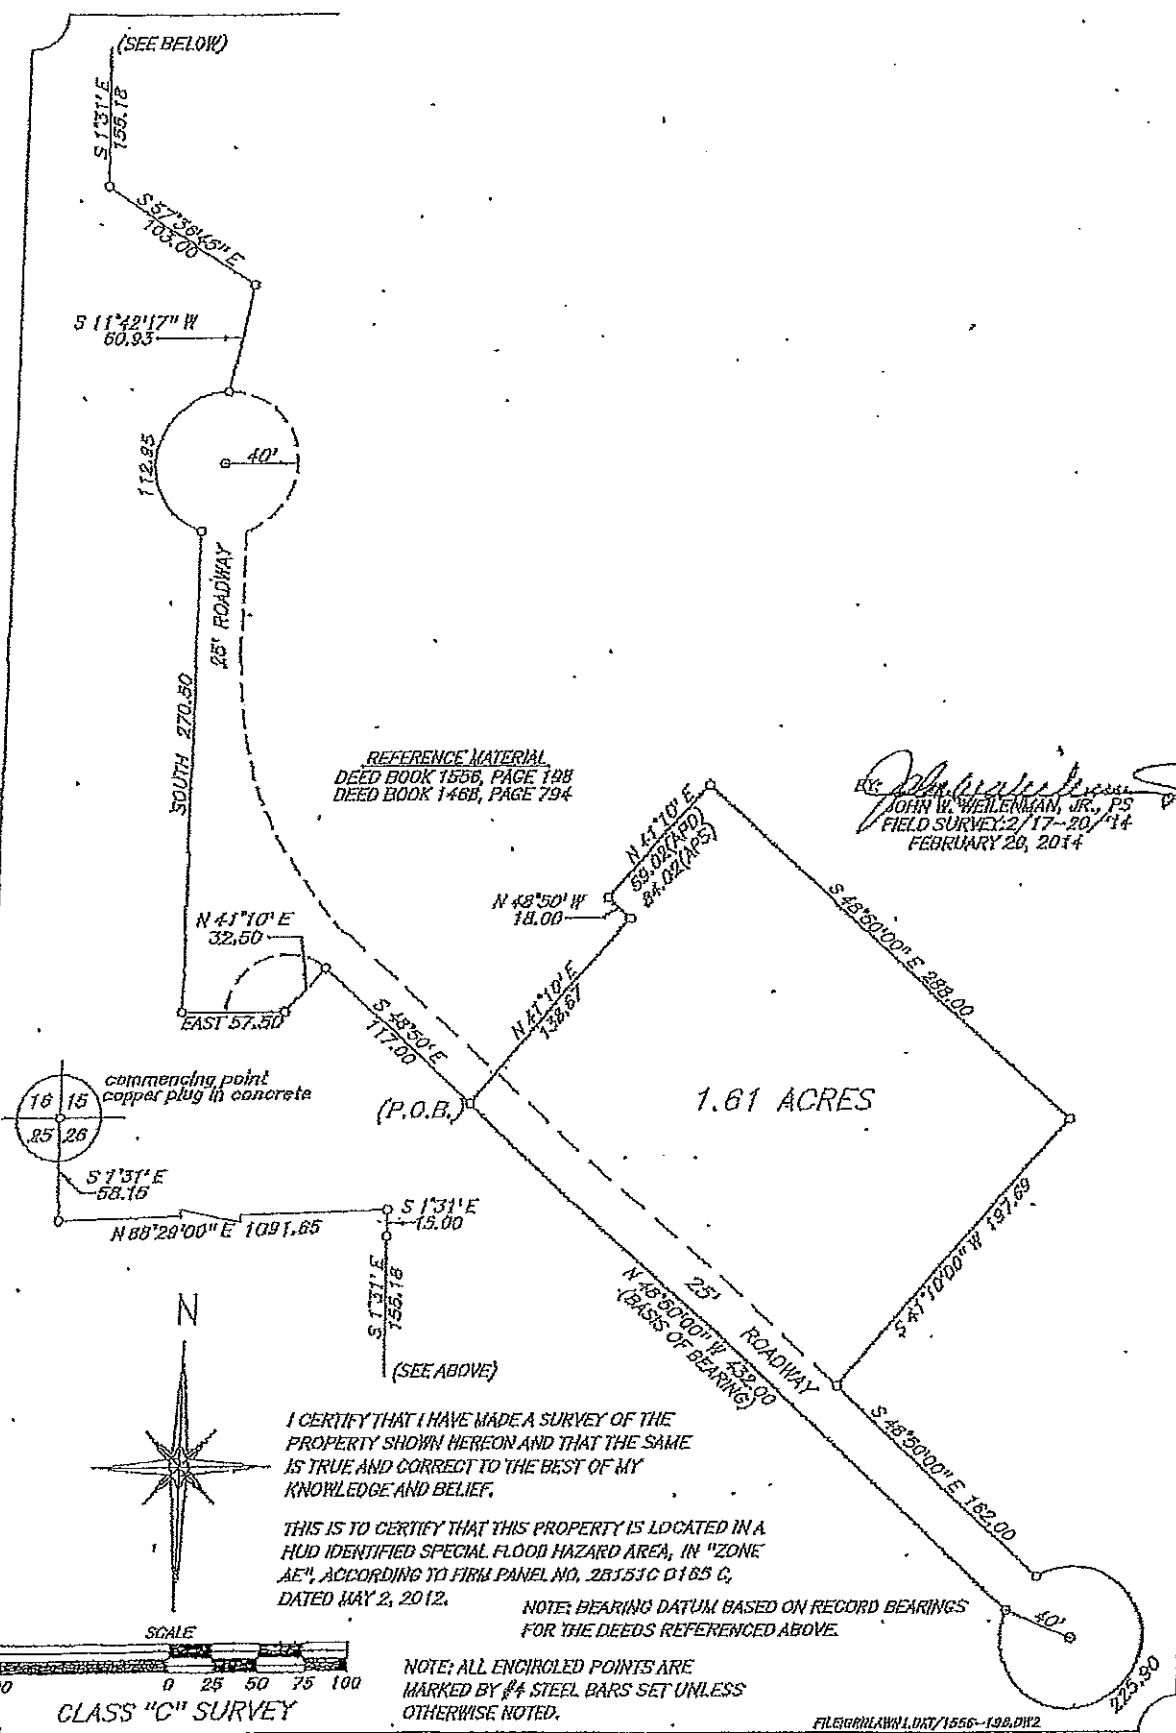 (SEE BELOW)
S 1°31' E
155.18
S 57°36'45" E
103.00
S 11°42'17" W
60.93
112.95
40'
25' ROADWAY
SOUTH 270.50
REFERENCE MATERIAL
DEED BOOK 1556, PAGE 198
DEED BOOK 1468, PAGE 794
BY:
JOHN W. WEILENMAN, JR., PS
FIELD SURVEY:2/17-20/'14
FEBRUARY 20, 2014
N 41°10' E
59.02(APD)
84.02(APS)
N 48°50' W
18.00
S 48°50'00" E 288.00
N 41°10' E
32.50
N 41°10' E
138.67
EAST 57.50
S 48°50' E
117.00
commencing point
copper plug in concrete
16 15
25 26
(P.O.B.)
1.61 ACRES
S 1°31' E
58.16
N 88°29'00" E 1091.65
S 1°31' E
15.00
S 1°31' E
155.18
(SEE ABOVE)
S 41°10'00" W 197.69
N 48°50'00" W 432.00
(BASIS OF BEARING)
25'
ROADWAY
S 48°50'00" E 162.00
N
I CERTIFY THAT I HAVE MADE A SURVEY OF THE
PROPERTY SHOWN HEREON AND THAT THE SAME
IS TRUE AND CORRECT TO THE BEST OF MY
KNOWLEDGE AND BELIEF.
THIS IS TO CERTIFY THAT THIS PROPERTY IS LOCATED IN A
HUD IDENTIFIED SPECIAL FLOOD HAZARD AREA, IN "ZONE
AE", ACCORDING TO FIRM PANEL NO. 28151C 0185 C,
DATED MAY 2, 2012.
NOTE: BEARING DATUM BASED ON RECORD BEARINGS
FOR THE DEEDS REFERENCED ABOVE.
40'
225.90
SCALE
00 0 25 50 75 100
CLASS "C" SURVEY
NOTE: ALL ENCIRCLED POINTS ARE
MARKED BY #4 STEEL BARS SET UNLESS
OTHERWISE NOTED.